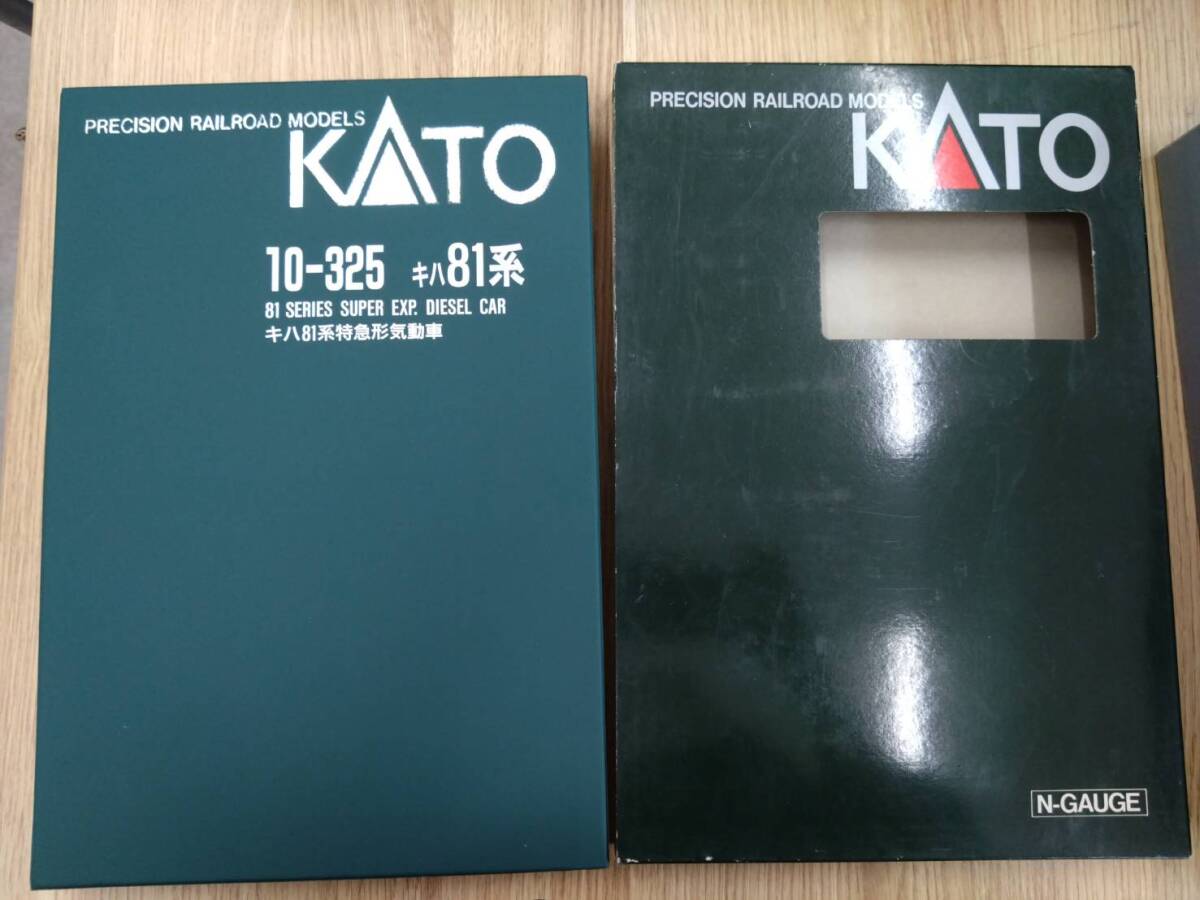 PRECISION RAILROAD MODELS
KATO
10-325 キハ81系
81 SERIES SUPER EXP. DIESEL CAR
キハ81系特急形気動車
PRECISION RAILROAD MODELS
KATO
N-GAUGE